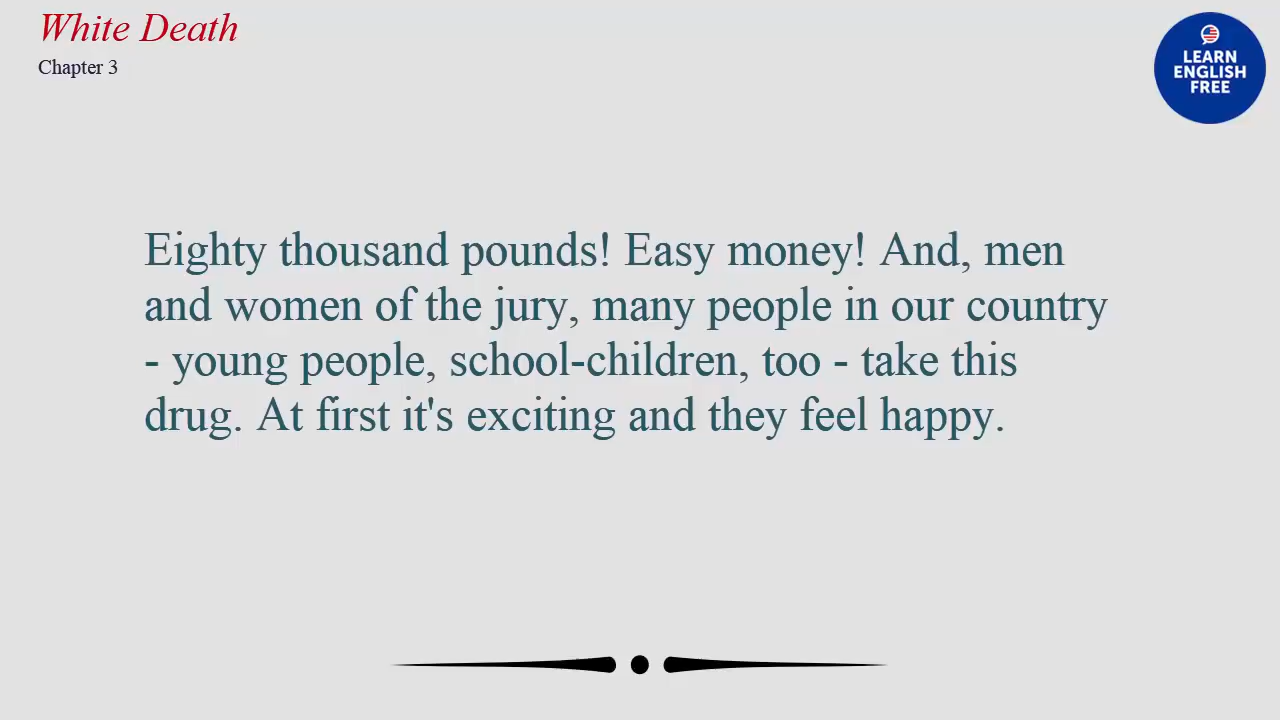 White Death
Chapter 3
LEARN
ENGLISH
FREE
Eighty thousand pounds! Easy money! And, men
and women of the jury, many people in our country
- young people, school-children, too - take this
drug. At first it's exciting and they feel happy.